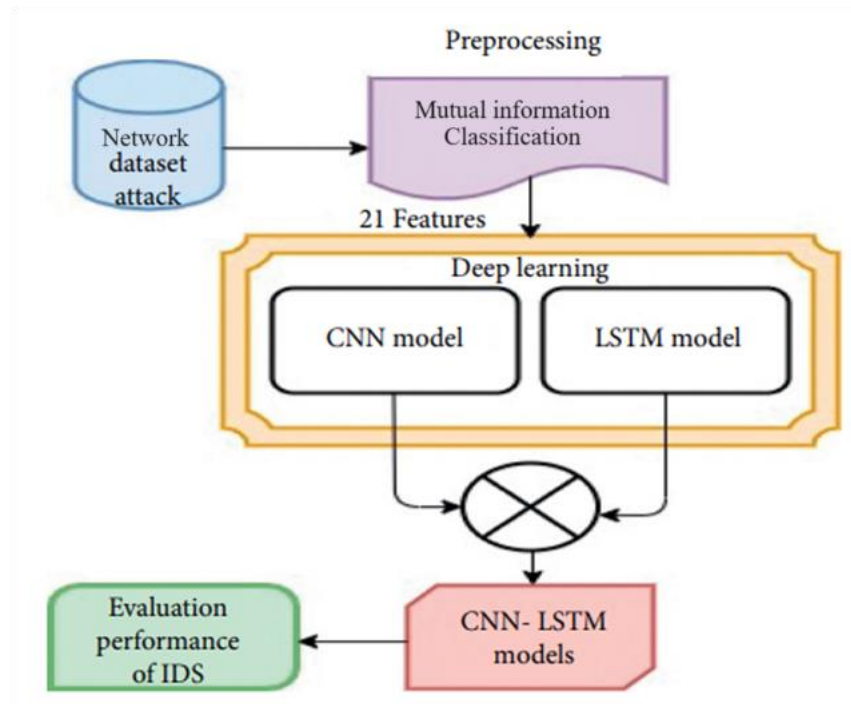 Preprocessing
Network
dataset
attack
Mutual information
Classification
21 Features
Deep learning
CNN model
LSTM model
CNN- LSTM
models
Evaluation
performance
of IDS